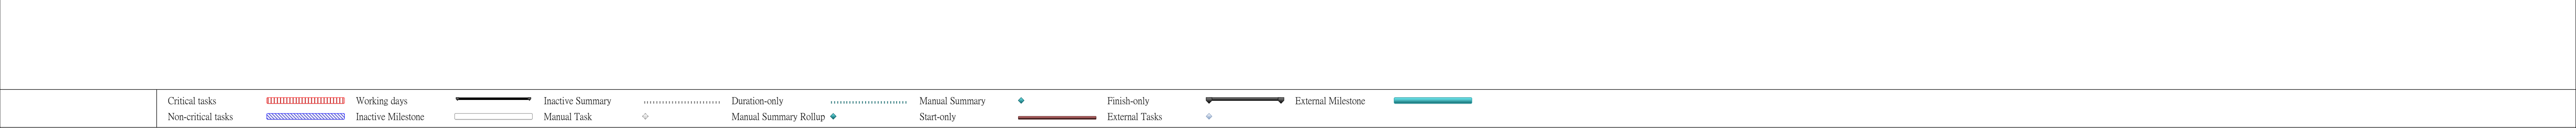 Critical tasks Working days Inactive Summary Duration-only Manual Summary Finish-only External Milestone
Non-critical tasks Inactive Milestone Manual Task Manual Summary Rollup Start-only External Tasks